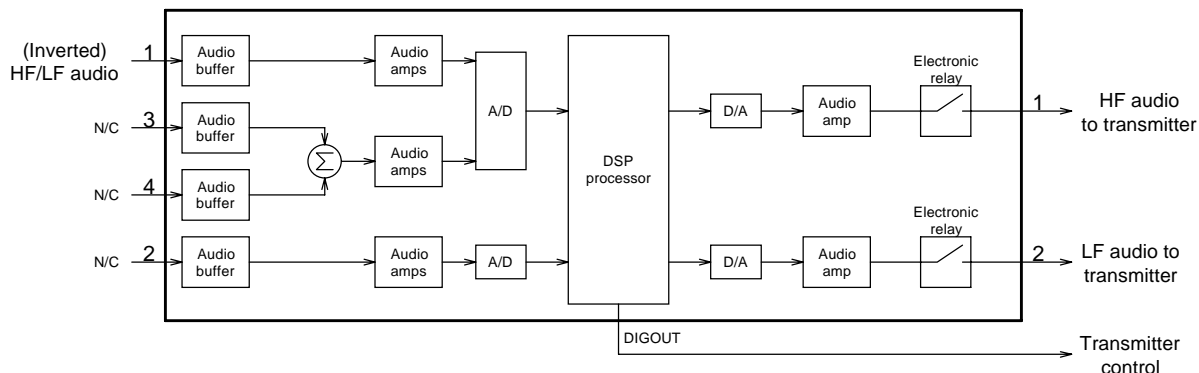 (Inverted)
HF/LF audio
1
Audio
buffer
Audio
amps
N/C
3
Audio
buffer
Σ
Audio
amps
A/D
N/C
4
Audio
buffer
N/C
2
Audio
buffer
Audio
amps
A/D
DSP
processor
D/A
Audio
amp
Electronic
relay
1
HF audio
to transmitter
D/A
Audio
amp
Electronic
relay
2
LF audio to
transmitter
DIGOUT
Transmitter
control